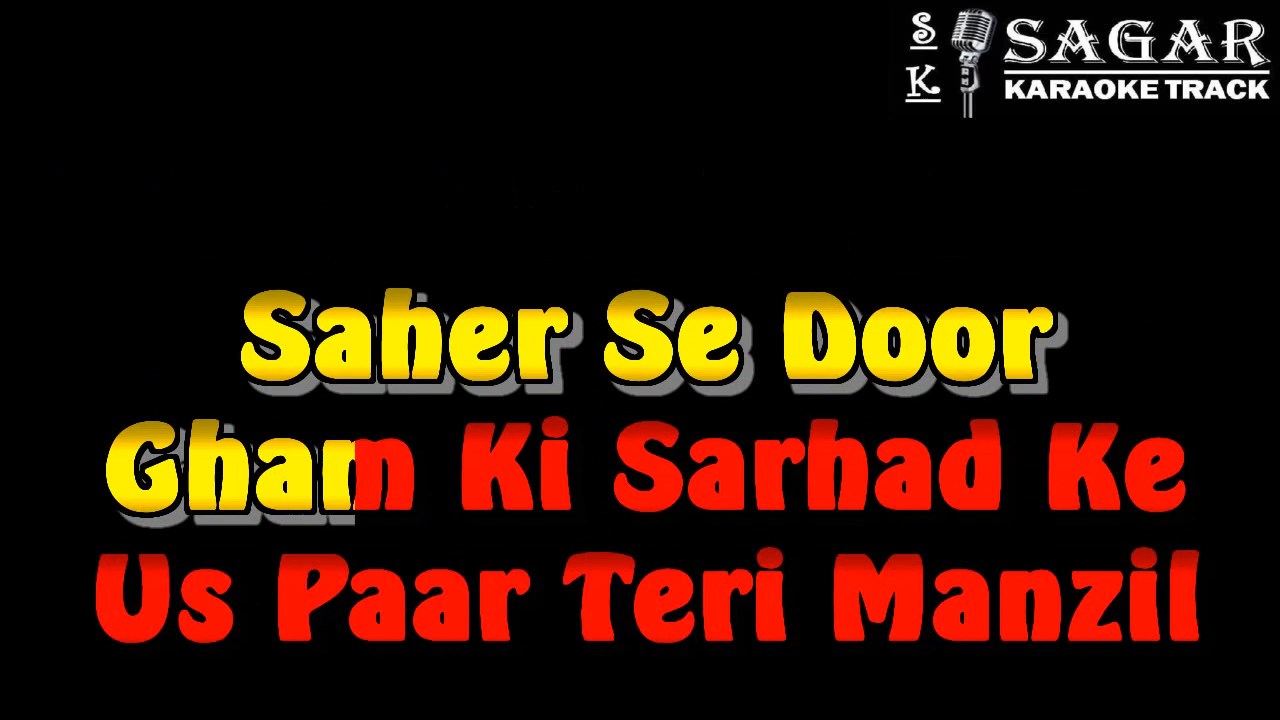 S K SAGAR
KARAOKE TRACK
Saher Se Door
Gham Ki Sarhad Ke
Us Paar Teri Manzil